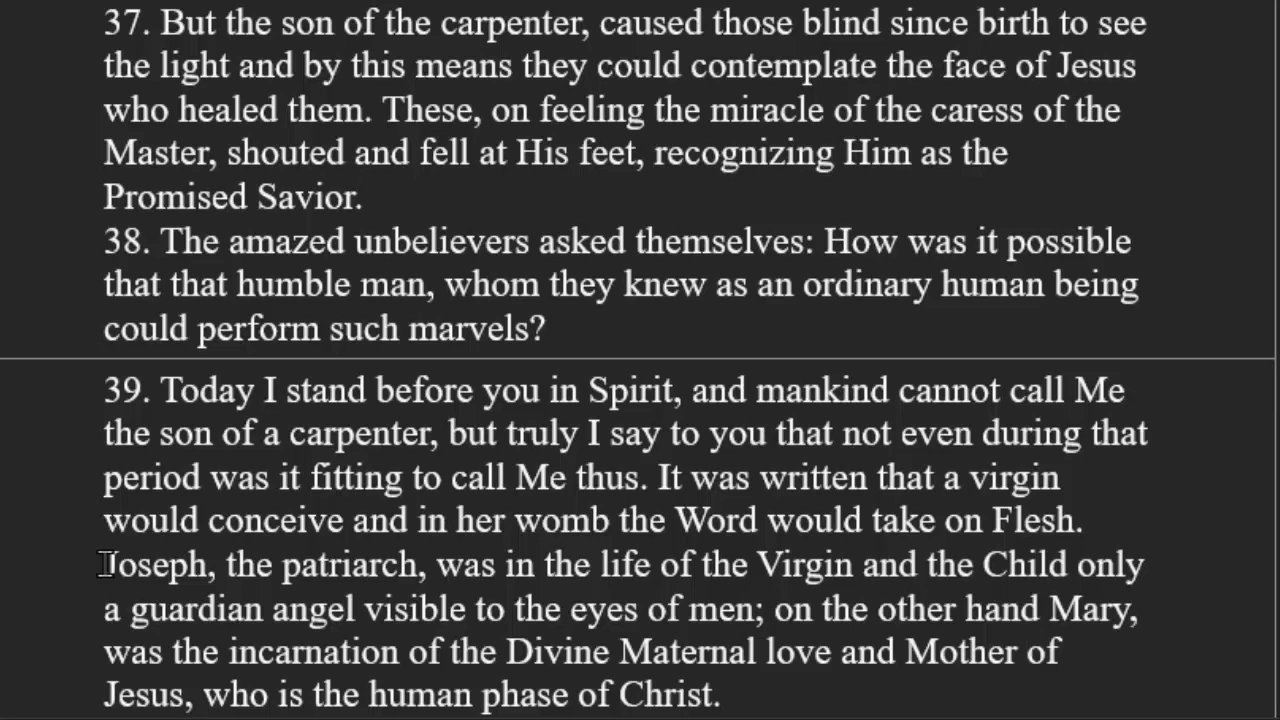 37. But the son of the carpenter, caused those blind since birth to see
the light and by this means they could contemplate the face of Jesus
who healed them. These, on feeling the miracle of the caress of the
Master, shouted and fell at His feet, recognizing Him as the
Promised Savior.
38. The amazed unbelievers asked themselves: How was it possible
that that humble man, whom they knew as an ordinary human being
could perform such marvels?
39. Today I stand before you in Spirit, and mankind cannot call Me
the son of a carpenter, but truly I say to you that not even during that
period was it fitting to call Me thus. It was written that a virgin
would conceive and in her womb the Word would take on Flesh.
Joseph, the patriarch, was in the life of the Virgin and the Child only
a guardian angel visible to the eyes of men; on the other hand Mary,
was the incarnation of the Divine Maternal love and Mother of
Jesus, who is the human phase of Christ.